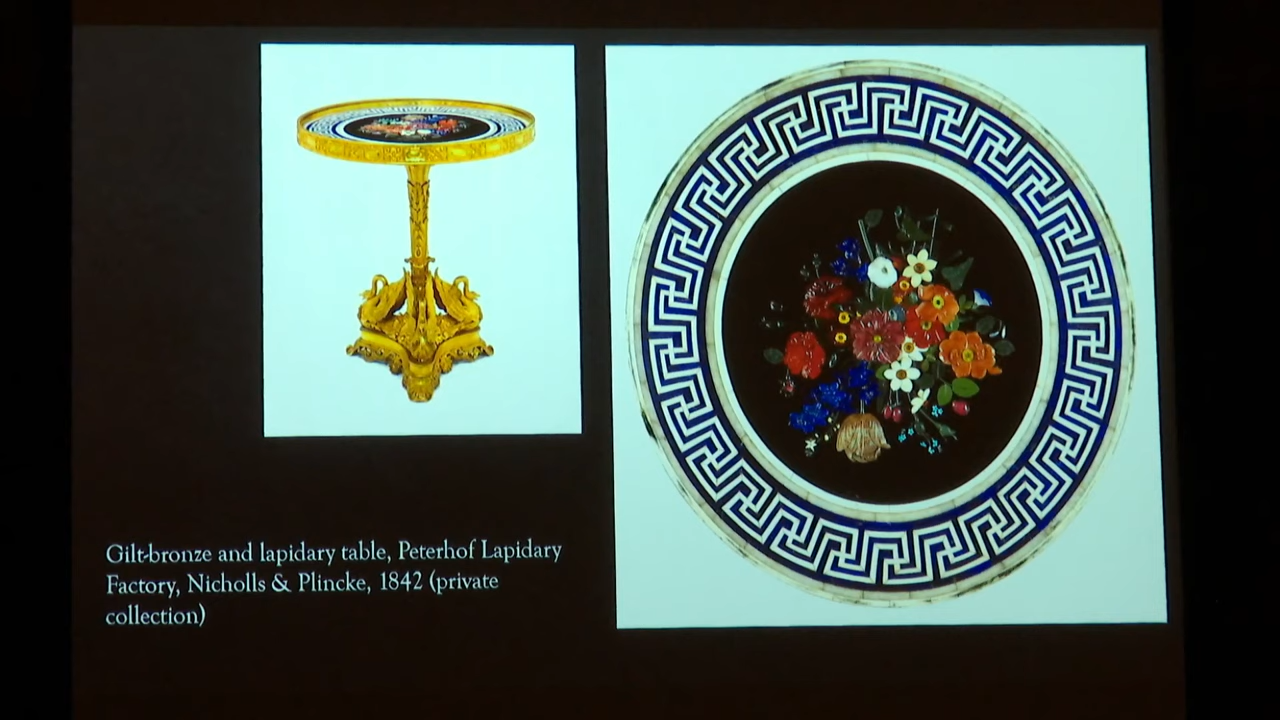 Gilt-bronze and lapidary table, Peterhof Lapidary
Factory, Nicholls & Plincke, 1842 (private
collection)